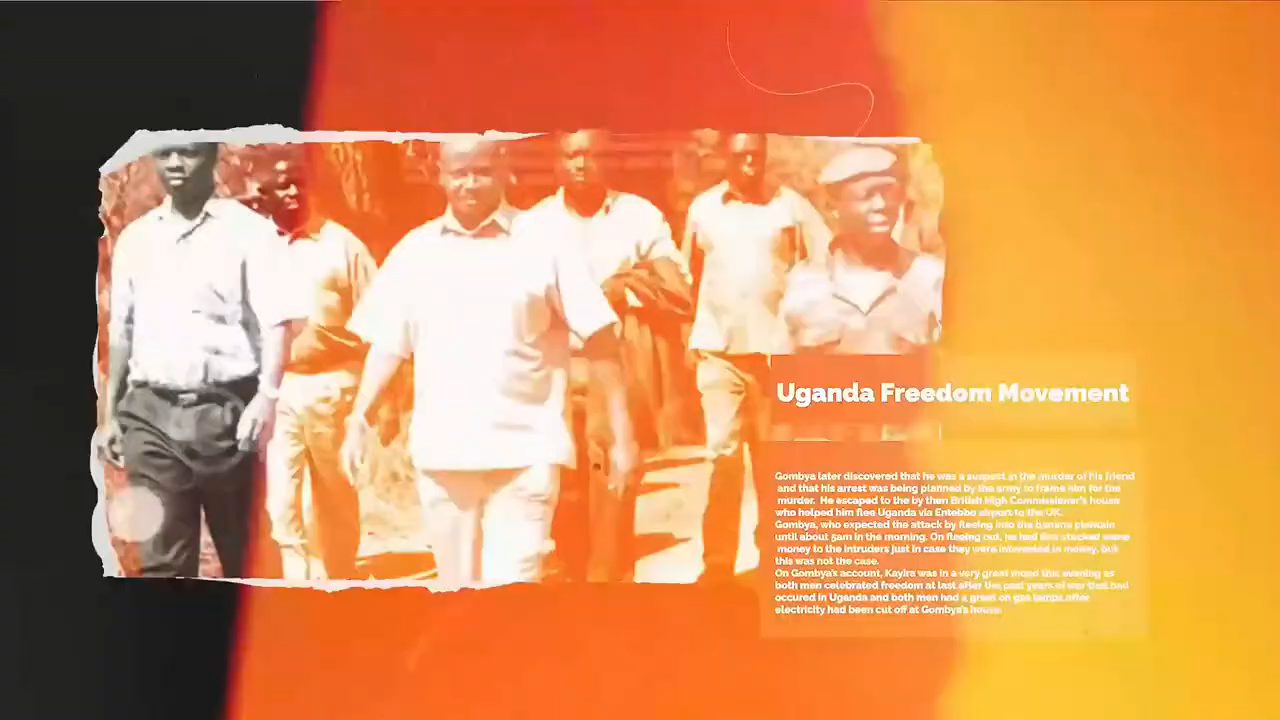 Uganda Freedom Movement
Gombya later discovered that he was a suspect in the murder of his friend
and that his arrest was being planned by the army to frame him for the
murder. He escaped to the by then British High Commissioner's house
who helped him flee Uganda via Entebbe airport to the UK.
Gombya, who expected the attack by fleeing into the banana plantain
until about 5am in the morning. On fleeing out, he had first stacked some
money to the intruders just in case they were interested in money, but
this was not the case.
On Gombya's account, Kayira was in a very great mood this evening as
both men celebrated freedom at last after the past years of war that had
occured in Uganda and both men had a great on gas lamps after
electricity had been cut off at Gombya's house.